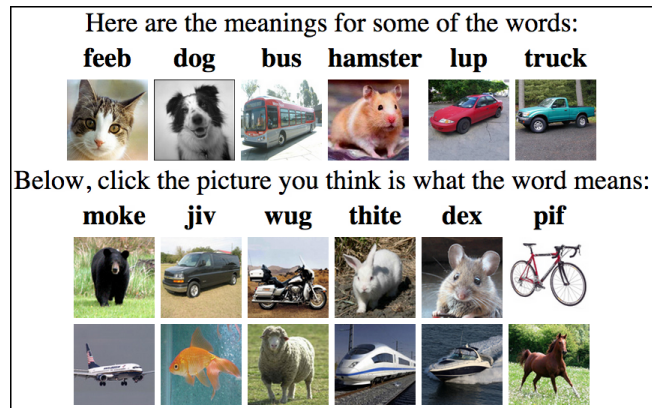 Here are the meanings for some of the words:
feeb dog bus hamster lup truck
Below, click the picture you think is what the word means:
moke jiv wug thite dex pif